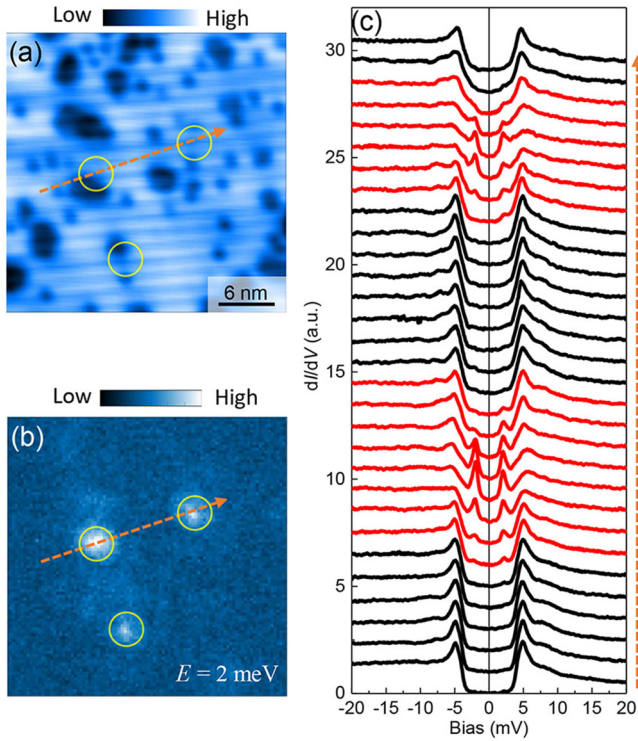 Low High
(a)
6 nm
Low High
(b)
E = 2 meV
(c)
30
25
20
15
10
5
0
dI/dV (a.u.)
-20 -15 -10 -5 0 5 10 15 20
Bias (mV)